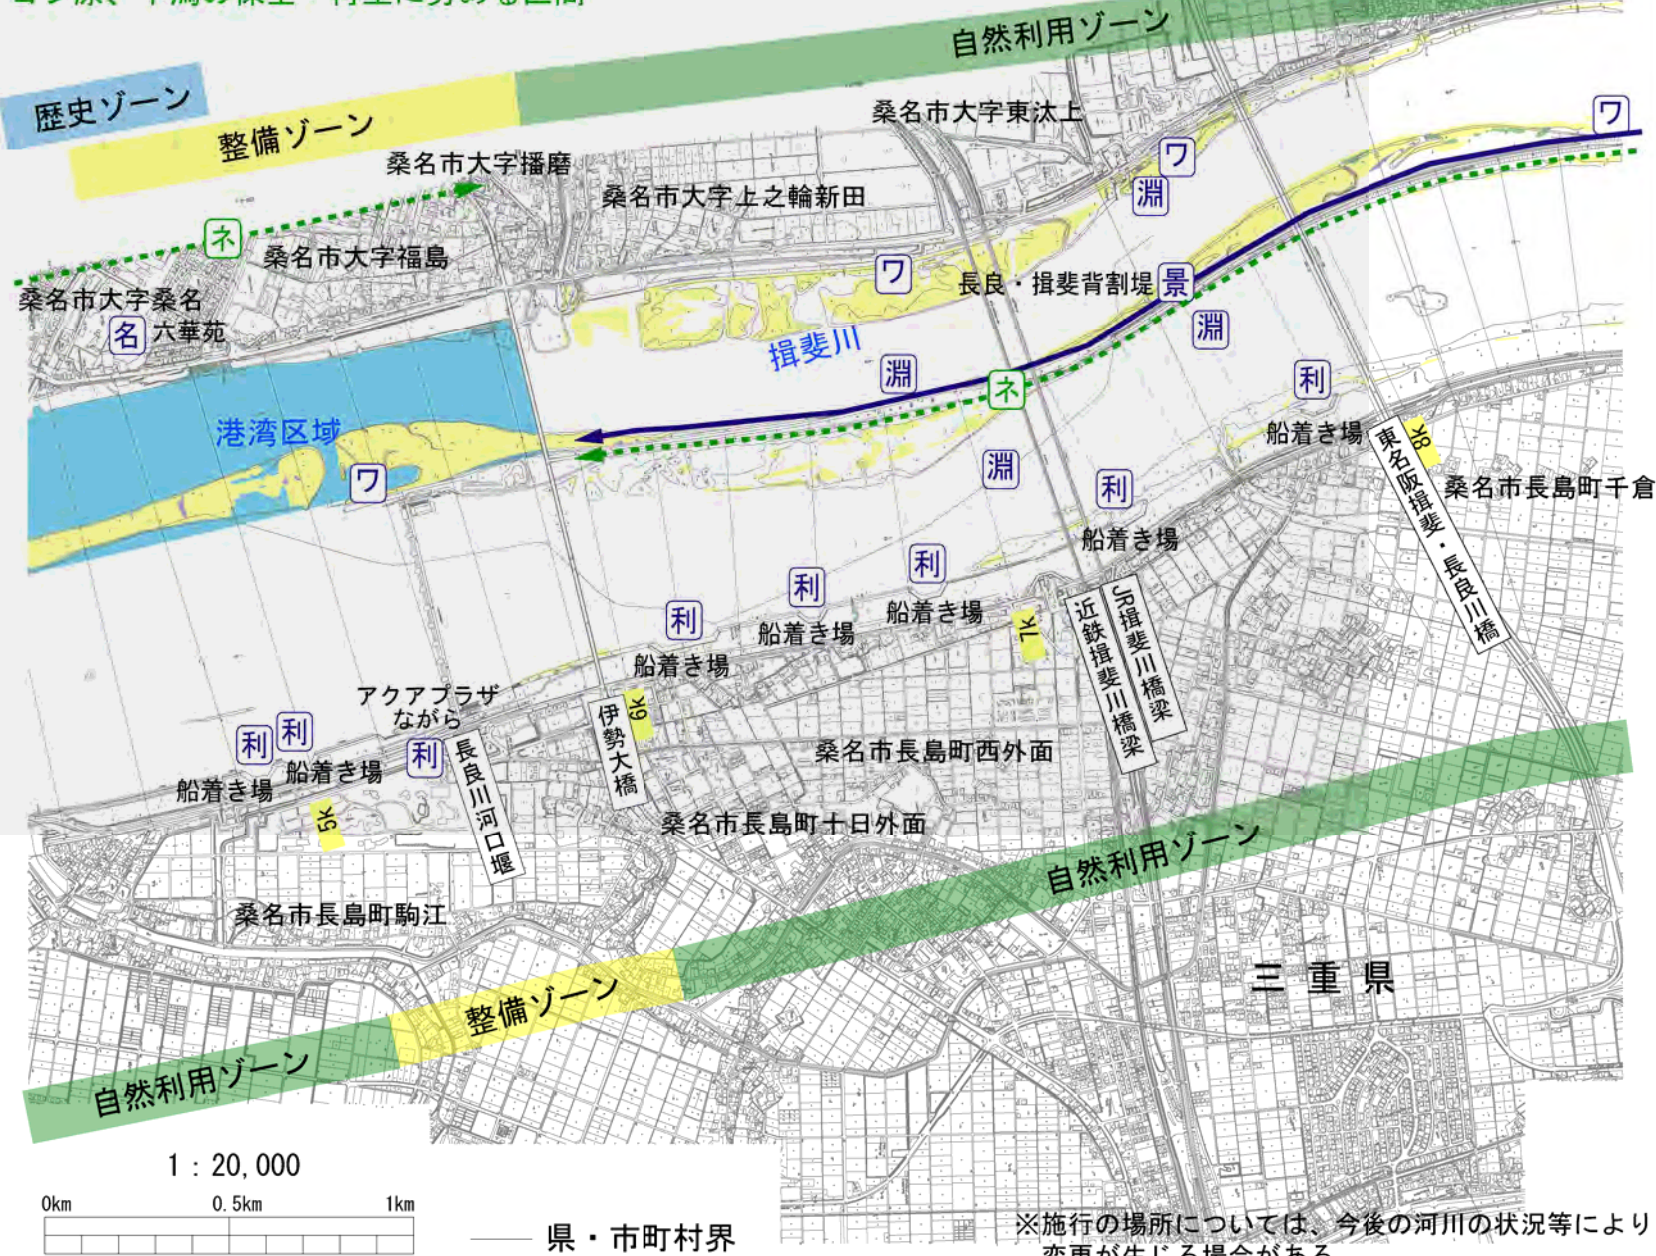 自然利用ゾーン
歴史ゾーン
整備ゾーン
桑名市大字東汰上
ワ
桑名市大字播磨
ワ
桑名市大字上之輪新田
淵
ネ
桑名市大字福島
ワ
長良・揖斐背割堤
景
桑名市大字桑名
名
六華苑
揖斐川
淵
淵
ネ
利
港湾区域
船着き場
東名阪揖斐・長良川橋
8k
ワ
淵
利
桑名市長島町千倉
船着き場
利
利
船着き場
利
船着き場
船着き場
7k
近鉄揖斐川橋梁
JR揖斐川橋梁
アクアプラザ
ながら
伊勢大橋
6k
利
利
利
船着き場
船着き場
長良川河口堰
桑名市長島町西外面
5k
桑名市長島町十日外面
自然利用ゾーン
桑名市長島町駒江
三重県
整備ゾーン
自然利用ゾーン
1：20,000
0km 0.5km 1km
県・市町村界
※施行の場所については、今後の河川の状況等により
変更が生じる場合がある